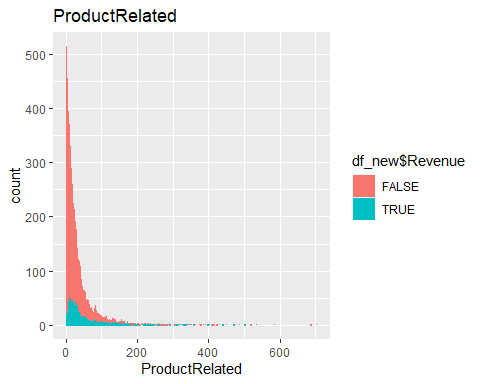 ProductRelated
500
400
300
200
100
0
count
0 200 400 600
ProductRelated
df_new$Revenue
FALSE
TRUE